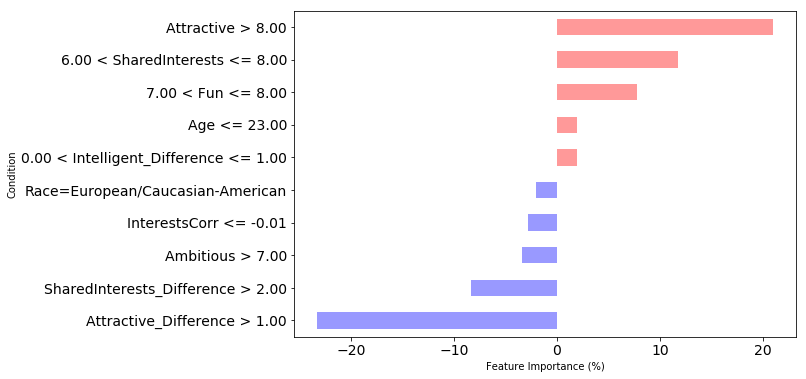 Attractive > 8.00
6.00 < SharedInterests <= 8.00
7.00 < Fun <= 8.00
Age <= 23.00
0.00 < Intelligent_Difference <= 1.00
Race=European/Caucasian-American
InterestsCorr <= -0.01
Ambitious > 7.00
SharedInterests_Difference > 2.00
Attractive_Difference > 1.00
Condition
−20 −10 0 10 20
Feature Importance (%)